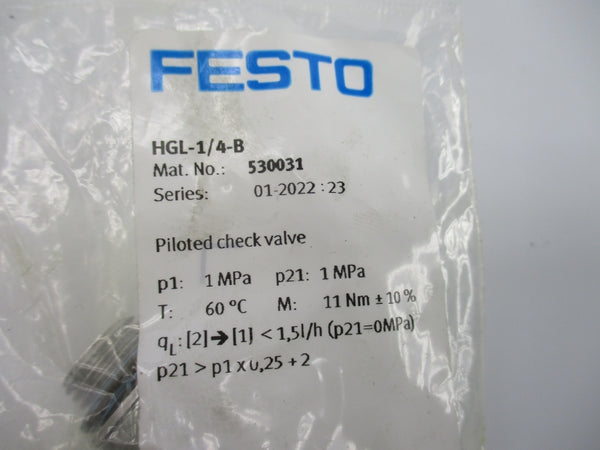 FESTO
HGL-1/4-B
Mat. No.: 530031
Series: 01-2022 : 23
Piloted check valve
p1: 1 MPa p21: 1 MPa
T: 60 °C M: 11 Nm ± 10 %
qL: [2]➔[1] < 1,5l/h (p21=0MPa)
p21 > p1 x 0,25 + 2